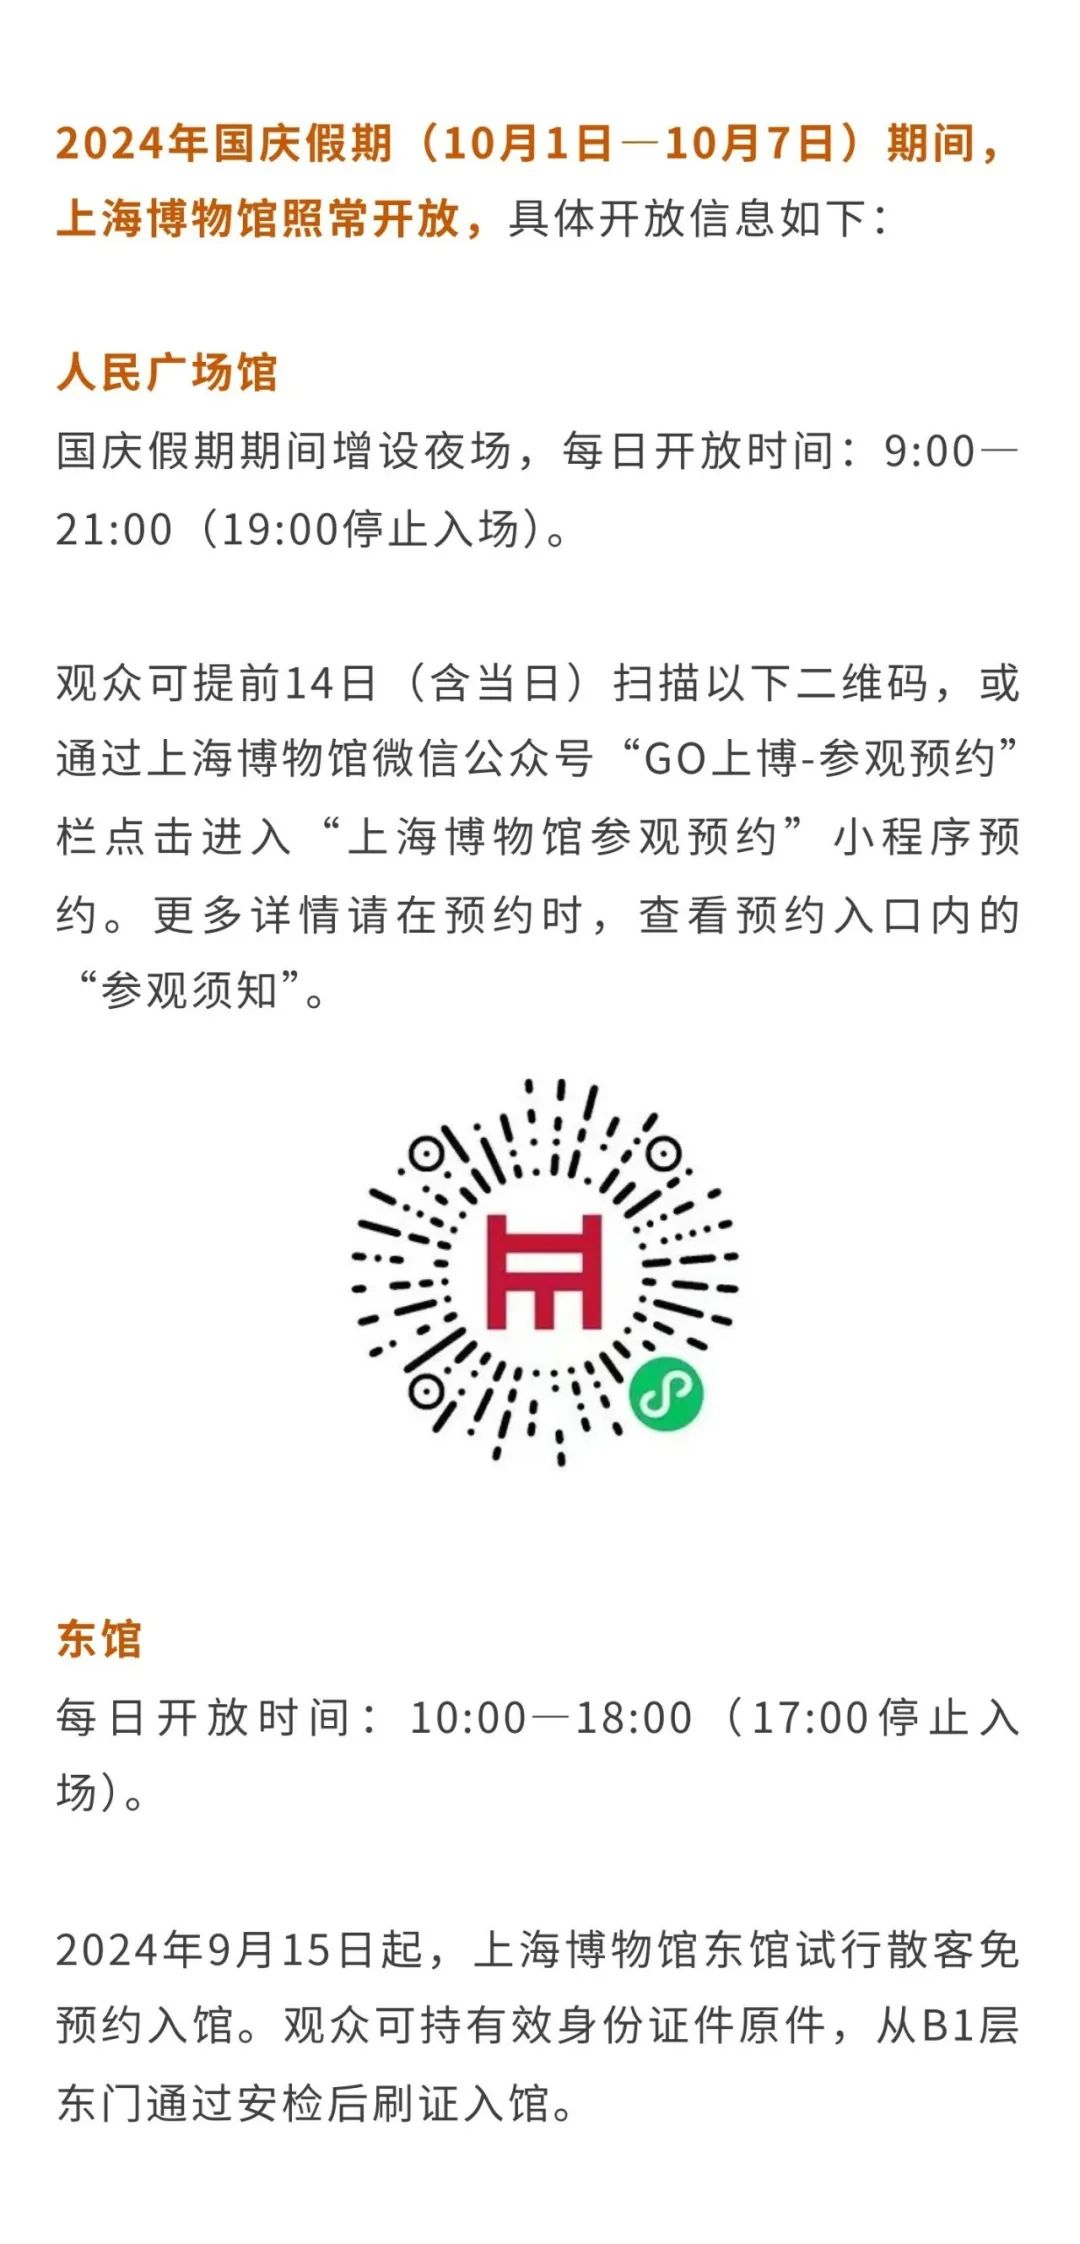 2024年国庆假期（10月1日—10月7日）期间，
上海博物馆照常开放，具体开放信息如下：
人民广场馆
国庆假期期间增设夜场，每日开放时间：9:00—
21:00（19:00停止入场）。
观众可提前14日（含当日）扫描以下二维码，或
通过上海博物馆微信公众号“GO上博-参观预约”
栏点击进入“上海博物馆参观预约”小程序预
约。更多详情请在预约时，查看预约入口内的
“参观须知”。
东馆
每日开放时间：10:00—18:00（17:00停止入
场）。
2024年9月15日起，上海博物馆东馆试行散客免
预约入馆。观众可持有效身份证件原件，从B1层
东门通过安检后刷证入馆。